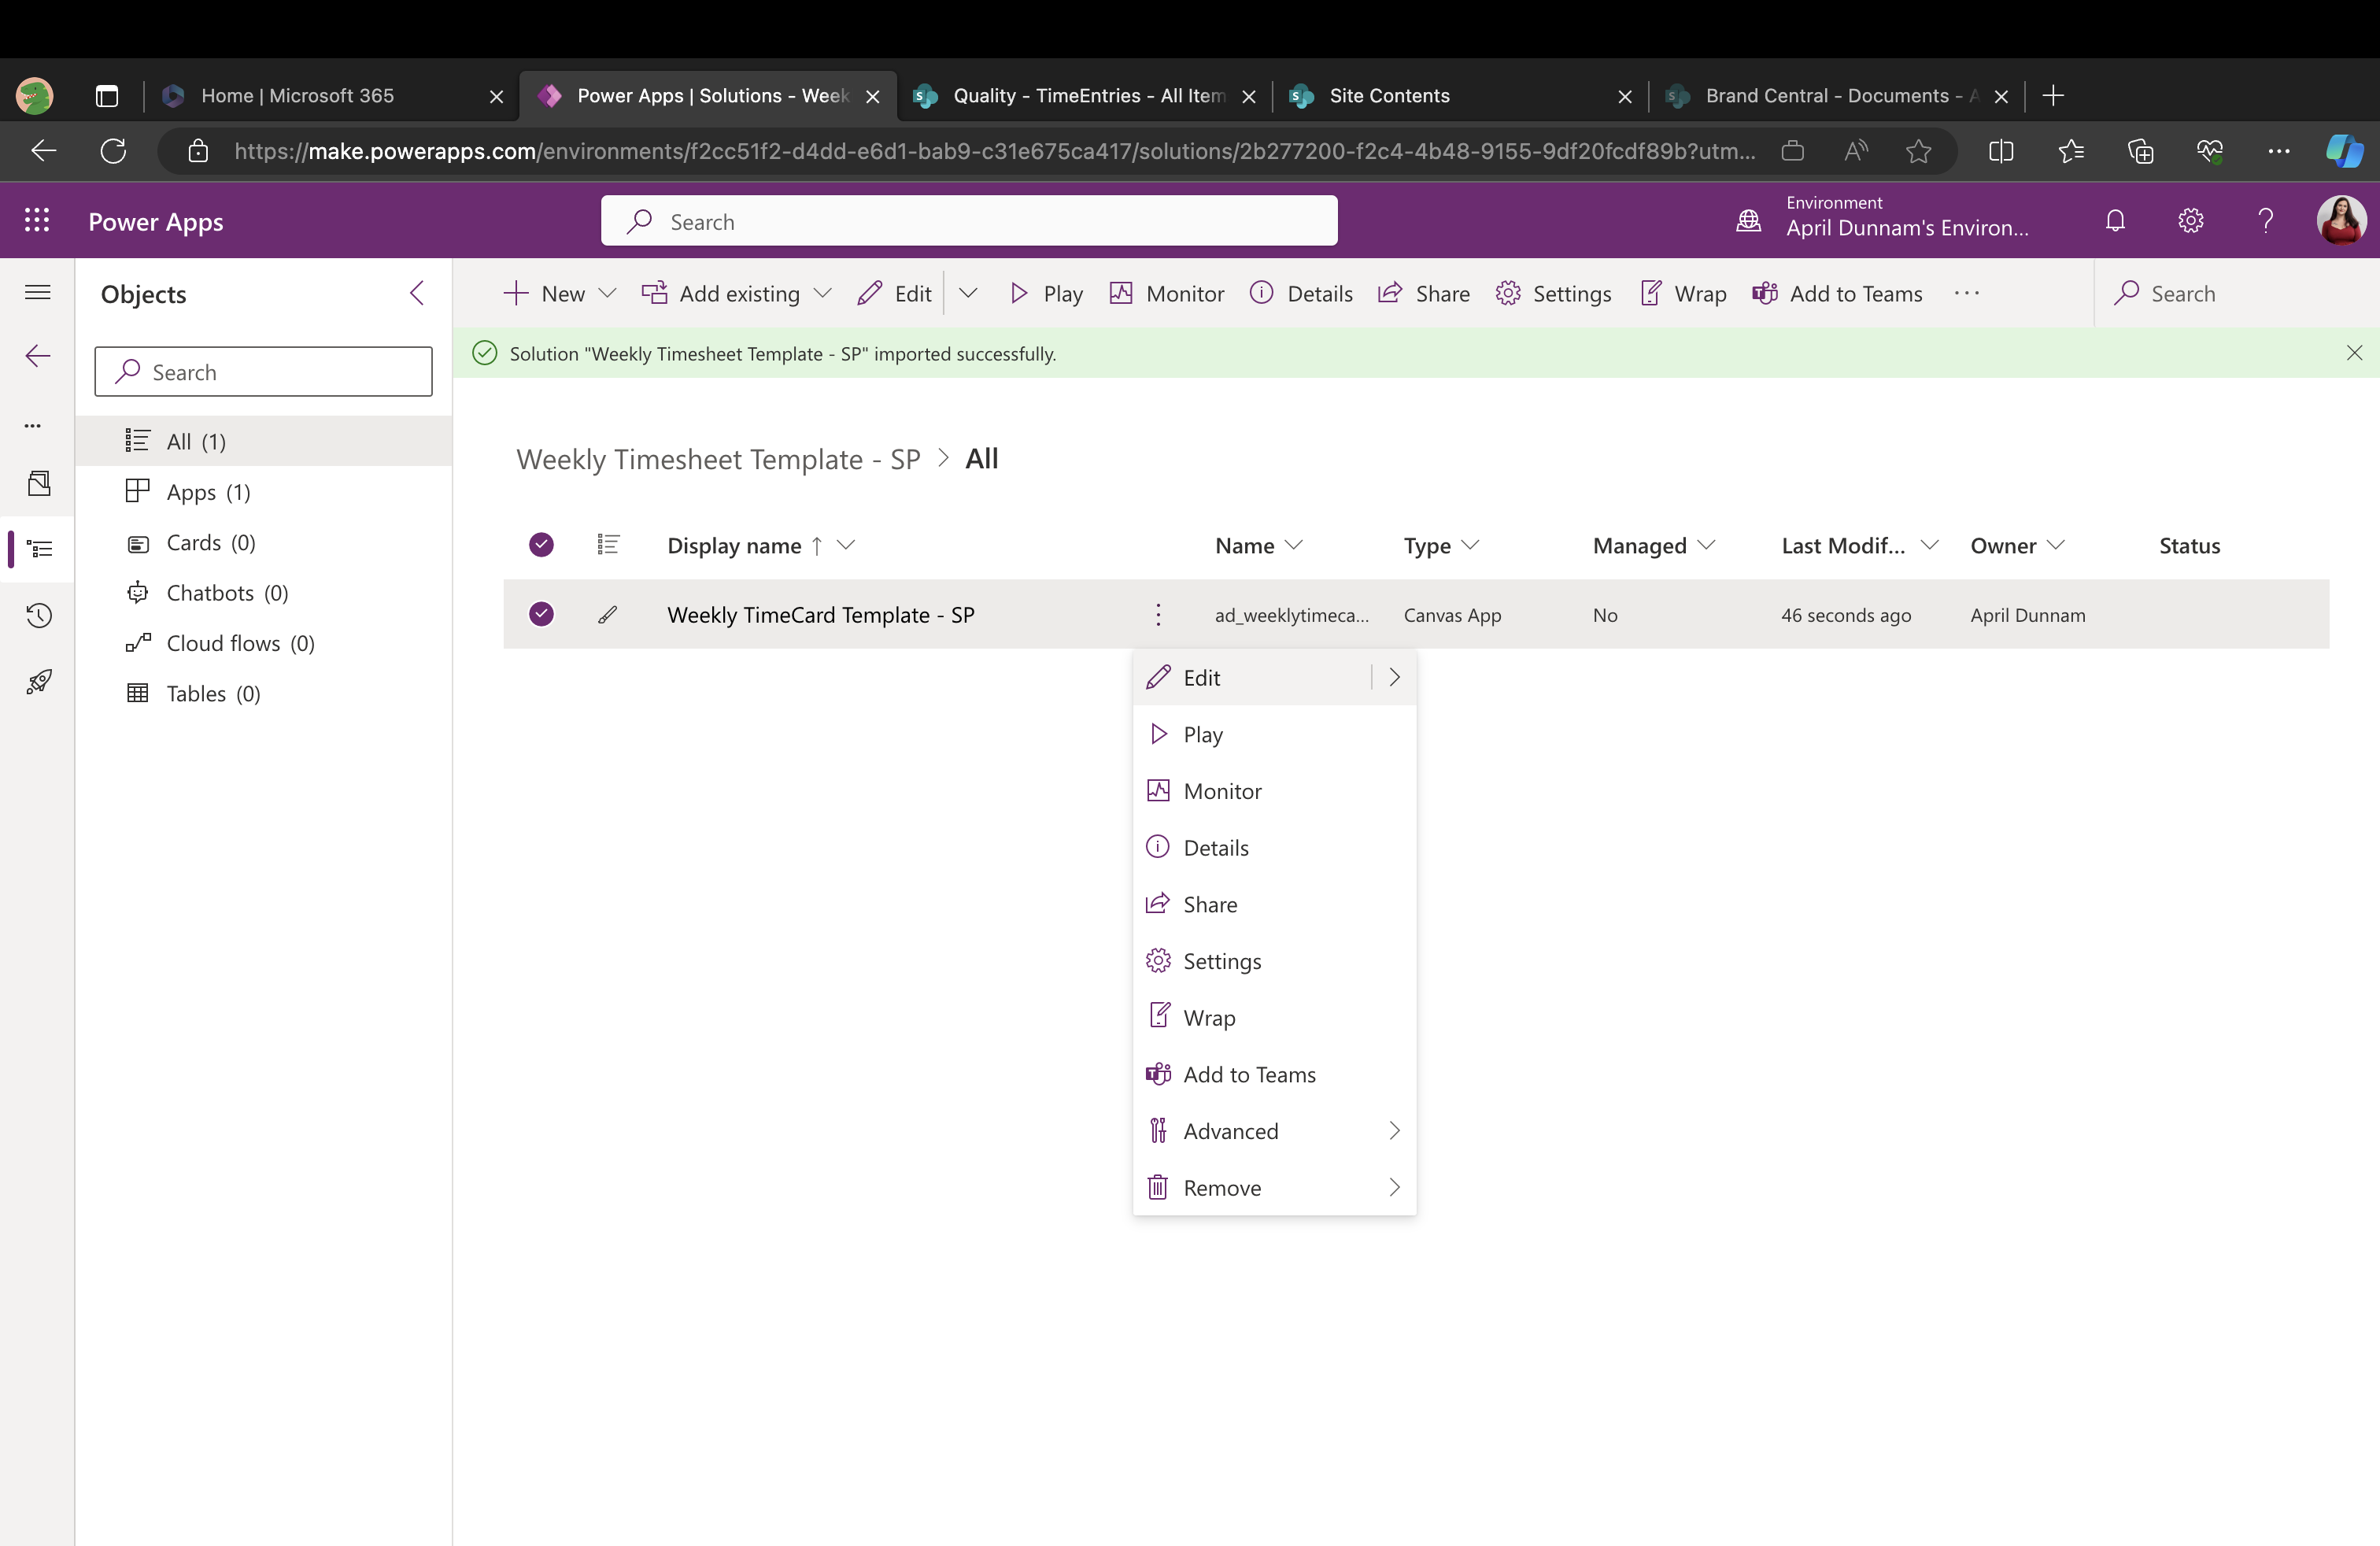 Home | Microsoft 365
Power Apps | Solutions - Week
Quality - TimeEntries - All Item
Site Contents
Brand Central - Documents - A
https://make.powerapps.com/environments/f2cc51f2-d4dd-e6d1-bab9-c31e675ca417/solutions/2b277200-f2c4-4b48-9155-9df20fcdf89b?utm...
Power Apps
Search
Environment
April Dunnam's Environ...
Objects
New
Add existing
Edit
Play
Monitor
Details
Share
Settings
Wrap
Add to Teams
Search
Solution "Weekly Timesheet Template - SP" imported successfully.
Search
All (1)
Apps (1)
Cards (0)
Chatbots (0)
Cloud flows (0)
Tables (0)
Weekly Timesheet Template - SP > All
Display name
Name
Type
Managed
Last Modif...
Owner
Status
Weekly TimeCard Template - SP
ad_weeklytimeca...
Canvas App
No
46 seconds ago
April Dunnam
Edit
Play
Monitor
Details
Share
Settings
Wrap
Add to Teams
Advanced
Remove